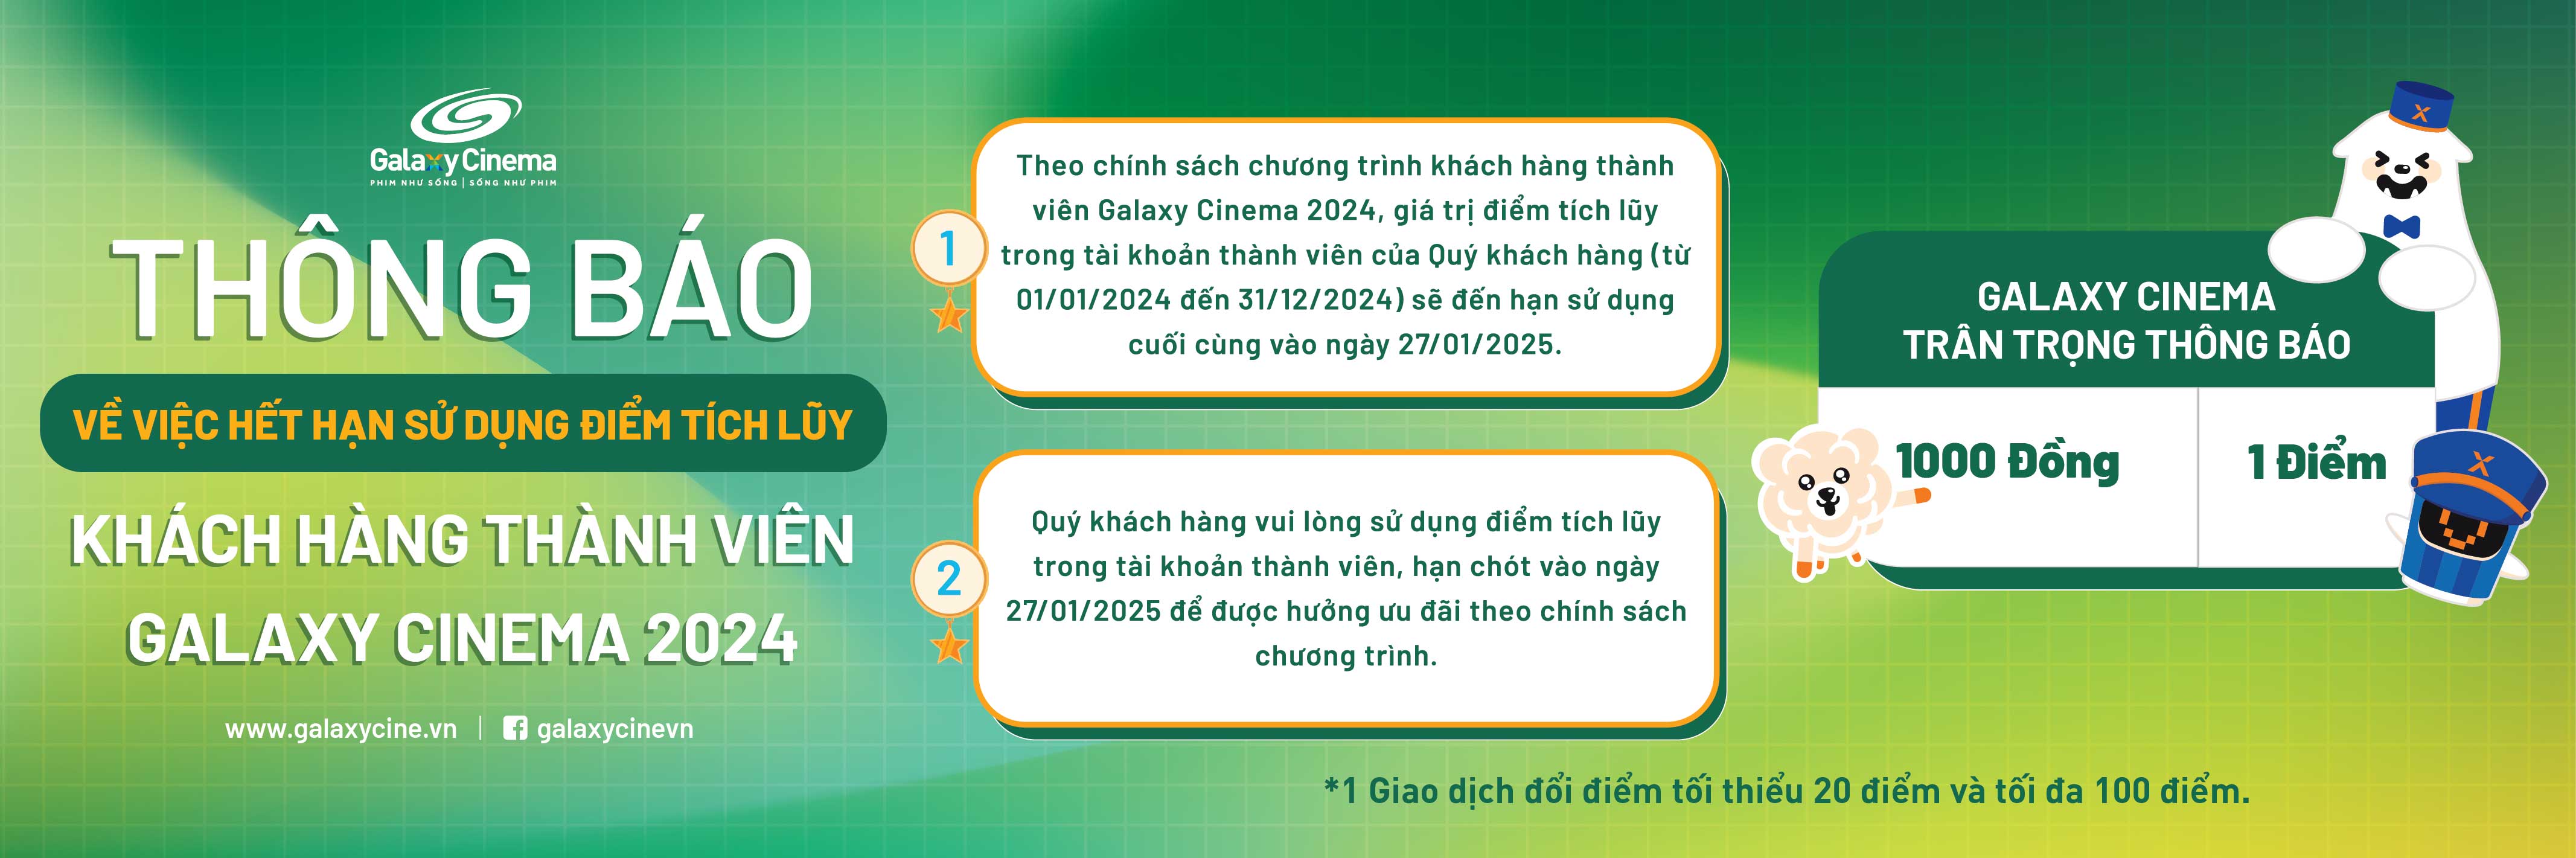 Galaxy Cinema
PHIM NHƯ SỐNG | SỐNG NHƯ PHIM
THÔNG BÁO
VỀ VIỆC HẾT HẠN SỬ DỤNG ĐIỂM TÍCH LŨY
KHÁCH HÀNG THÀNH VIÊN
GALAXY CINEMA 2024
www.galaxycine.vn | galaxycinevn
1
Theo chính sách chương trình khách hàng thành
viên Galaxy Cinema 2024, giá trị điểm tích lũy
trong tài khoản thành viên của Quý khách hàng (từ
01/01/2024 đến 31/12/2024) sẽ đến hạn sử dụng
cuối cùng vào ngày 27/01/2025.
2
Quý khách hàng vui lòng sử dụng điểm tích lũy
trong tài khoản thành viên, hạn chót vào ngày
27/01/2025 để được hưởng ưu đãi theo chính sách
chương trình.
GALAXY CINEMA
TRÂN TRỌNG THÔNG BÁO
1000 Đồng
1 Điểm
*1 Giao dịch đổi điểm tối thiểu 20 điểm và tối đa 100 điểm.